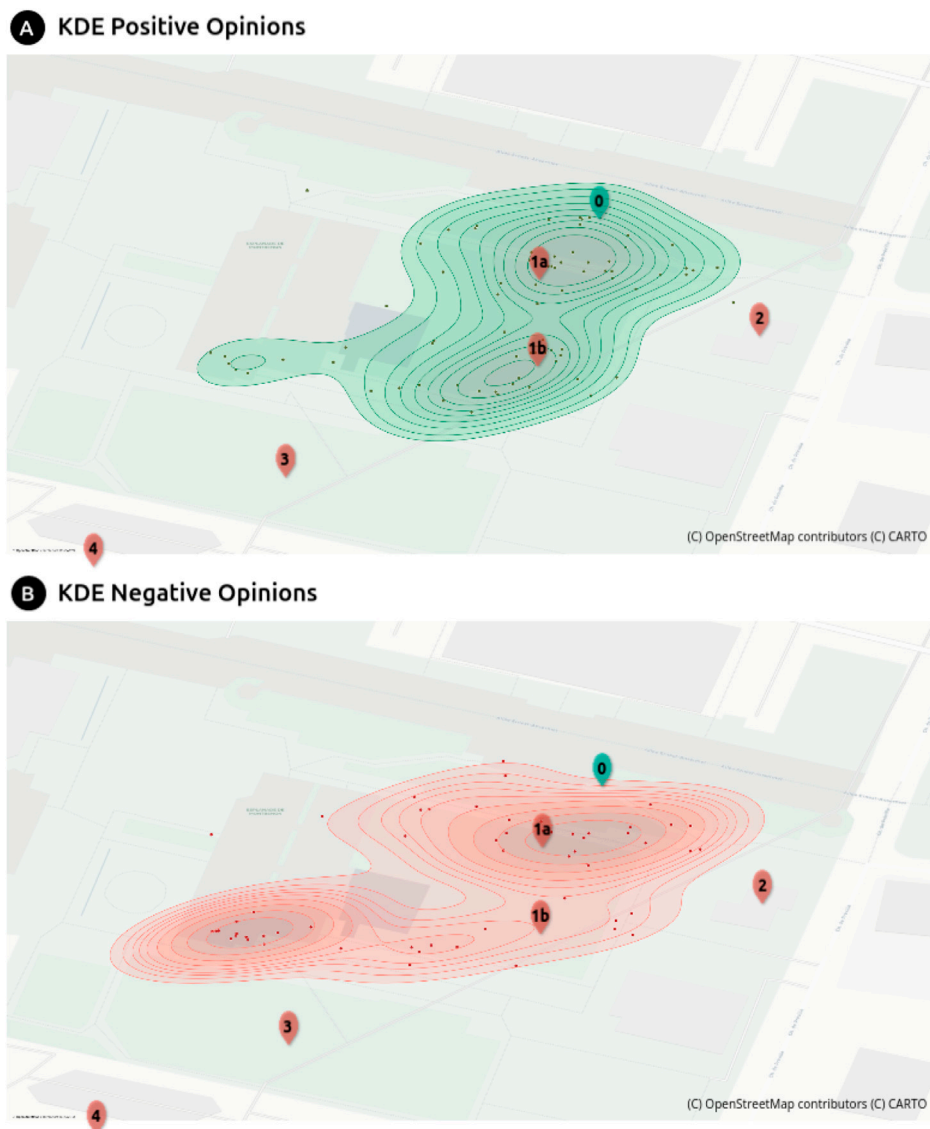 A KDE Positive Opinions
0
1a
1b
2
3
4
(C) OpenStreetMap contributors (C) CARTO
B KDE Negative Opinions
0
1a
1b
2
3
4
(C) OpenStreetMap contributors (C) CARTO